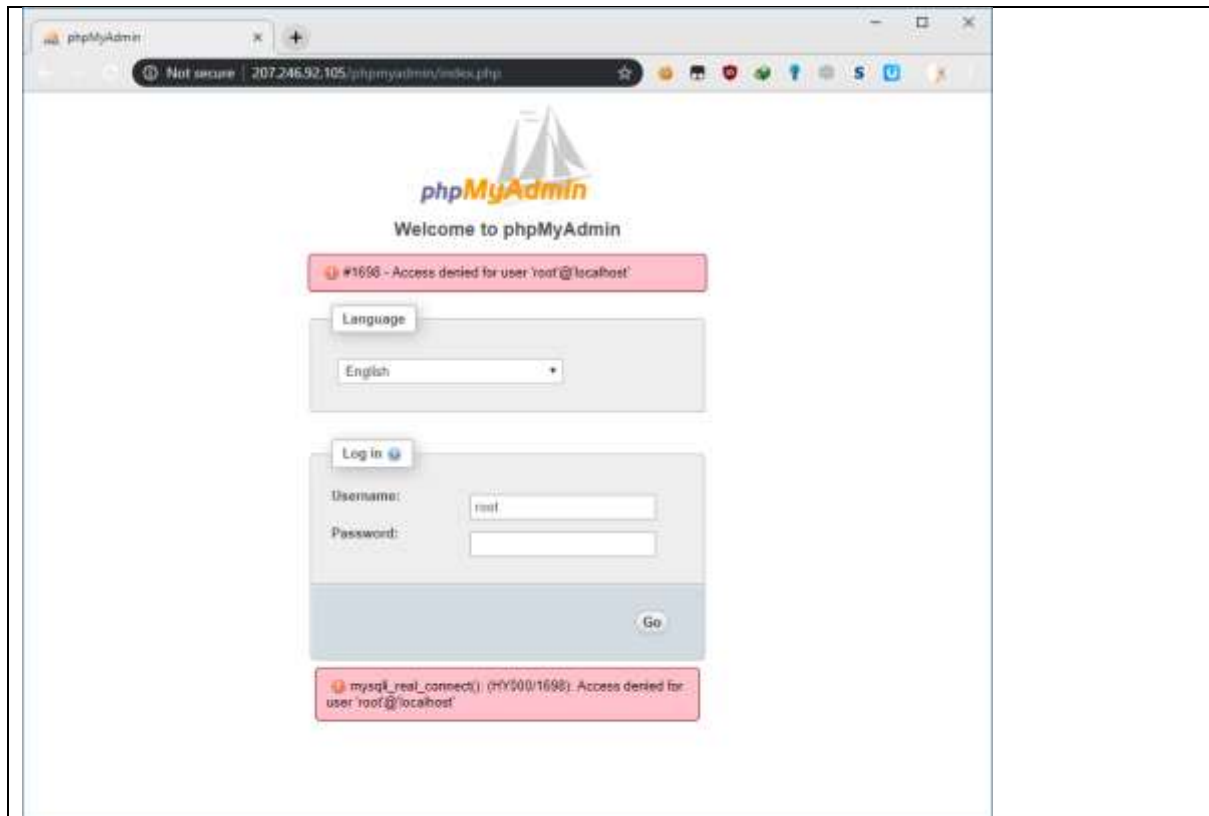 phpMyAdmin
Not secure | 207.246.92.105/phpmyadmin/index.php
phpMyAdmin
Welcome to phpMyAdmin
#1698 - Access denied for user 'root'@'localhost'
Language
English
Log in
Username:
root
Password:
Go
mysqli_real_connect(): (HY000/1698): Access denied for
user 'root'@'localhost'